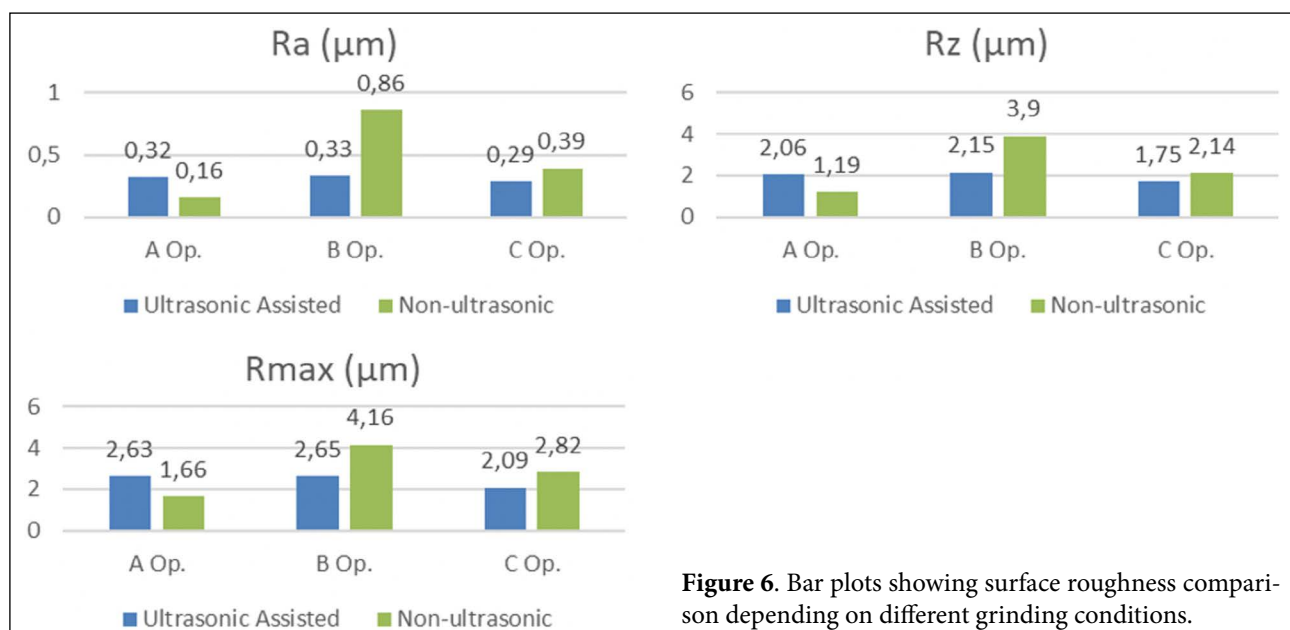 Ra (µm)
1
0,5
0
0,32
0,16
0,33
0,86
0,29
0,39
A Op.
B Op.
C Op.
Ultrasonic Assisted
Non-ultrasonic
Rz (µm)
6
4
2
0
2,06
1,19
2,15
3,9
1,75
2,14
A Op.
B Op.
C Op.
Ultrasonic Assisted
Non-ultrasonic
Rmax (µm)
6
4
2
0
2,63
1,66
2,65
4,16
2,09
2,82
A Op.
B Op.
C Op.
Ultrasonic Assisted
Non-ultrasonic
Figure 6. Bar plots showing surface roughness compari-
son depending on different grinding conditions.